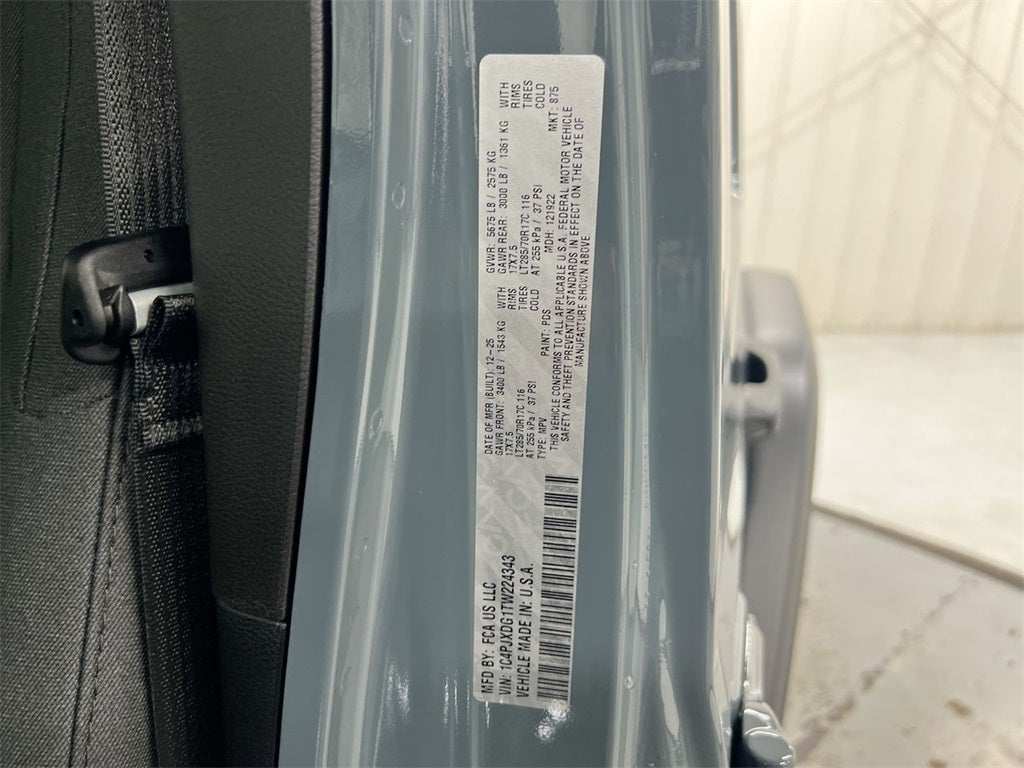 MFD BY: FCA US LLC
VIN: 1C4PJXDG1TW224343
VEHICLE MADE IN: U.S.A.
DATE OF MFR (BUILT): 12-25 GVWR: 5675 LB / 2575 KG
GAWR FRONT: 3400 LB / 1543 KG WITH GAWR REAR: 3000 LB / 1361 KG WITH
17X7.5 RIMS 17X7.5 RIMS
LT285/70R17C 116 TIRES LT285/70R17C 116 TIRES
AT 255 kPa / 37 PSI COLD AT 255 kPa / 37 PSI COLD
TYPE: MPV PAINT: PDS MDH: 121922 MKT: 875
THIS VEHICLE CONFORMS TO ALL APPLICABLE U.S.A. FEDERAL MOTOR VEHICLE
SAFETY AND THEFT PREVENTION STANDARDS IN EFFECT ON THE DATE OF
MANUFACTURE SHOWN ABOVE.